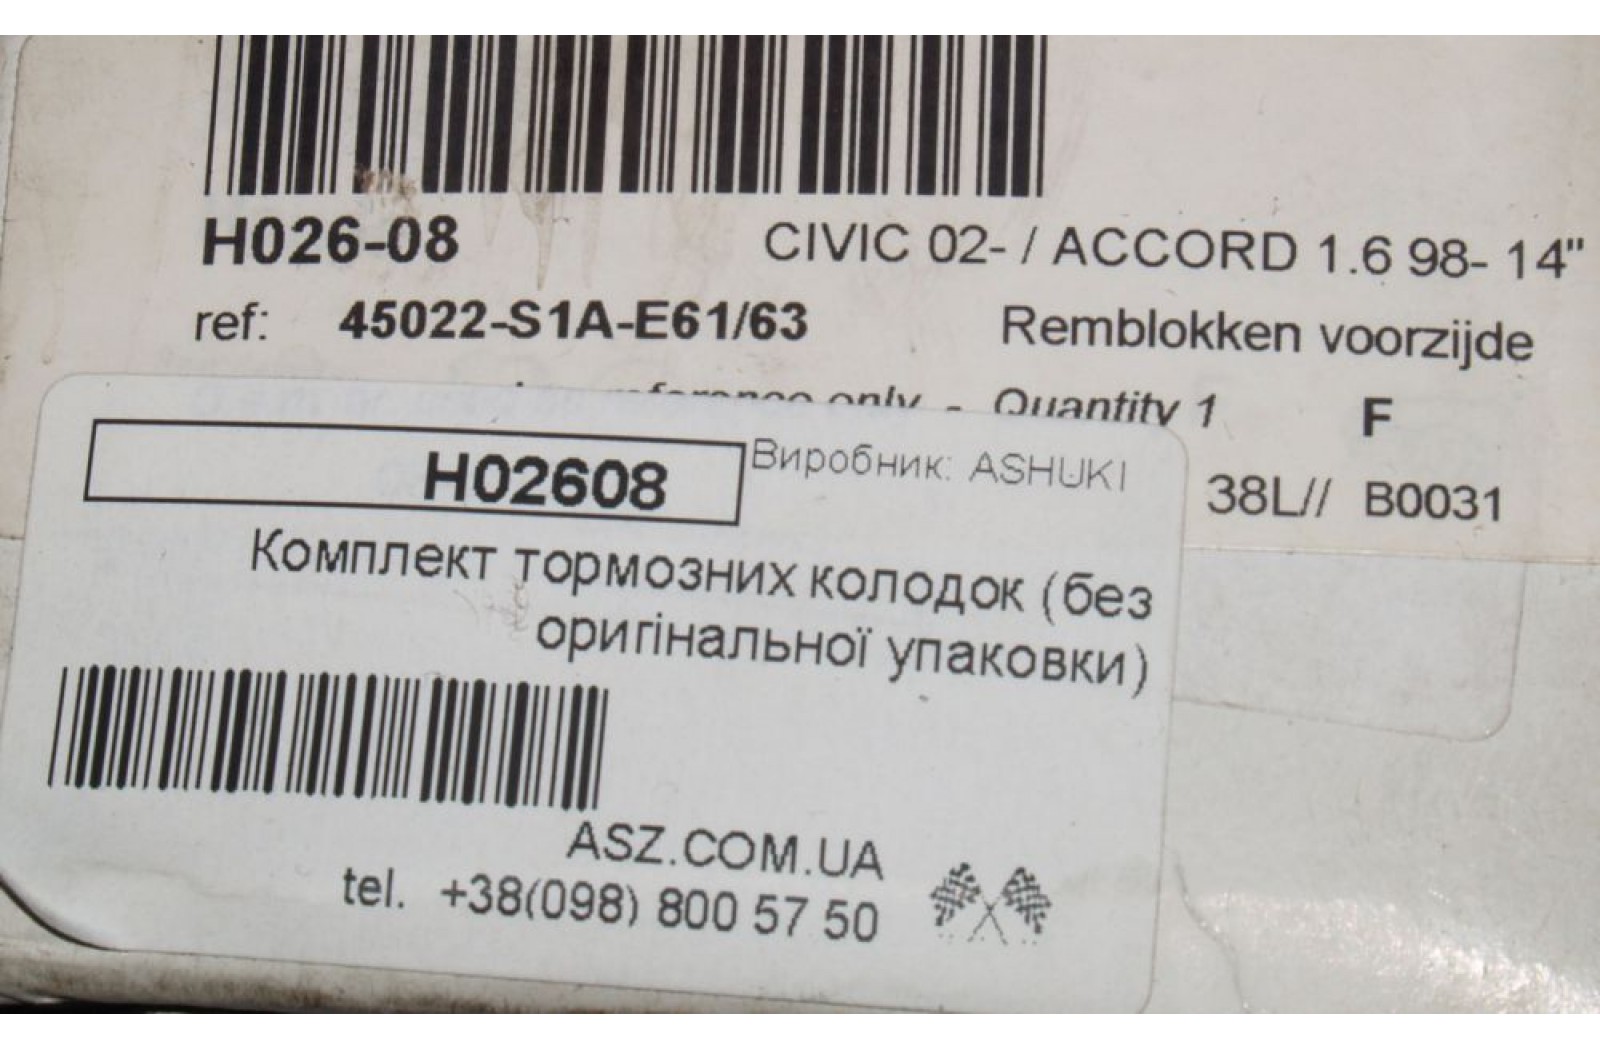 H026-08 CIVIC 02- / ACCORD 1.6 98- 14"
ref: 45022-S1A-E61/63 Remblokken voorzijde
reference only - Quantity 1 F
H02608 Виробник: ASHUKI 38L// B0031
Комплект тормозних колодок (без
оригінальної упаковки)
ASZ.COM.UA
tel. +38(098) 800 57 50